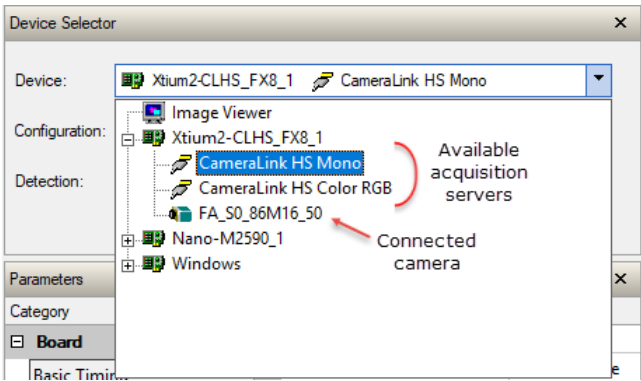 Device Selector
Device: Xtium2-CLHS_FX8_1 CameraLink HS Mono
Image Viewer
Configuration:
Xtium2-CLHS_FX8_1
CameraLink HS Mono
Available
acquisition
servers
Detection:
CameraLink HS Color RGB
FA_S0_86M16_50
Nano-M2590_1
Connected
camera
Windows
Parameters
Category
Board
Basic Timing